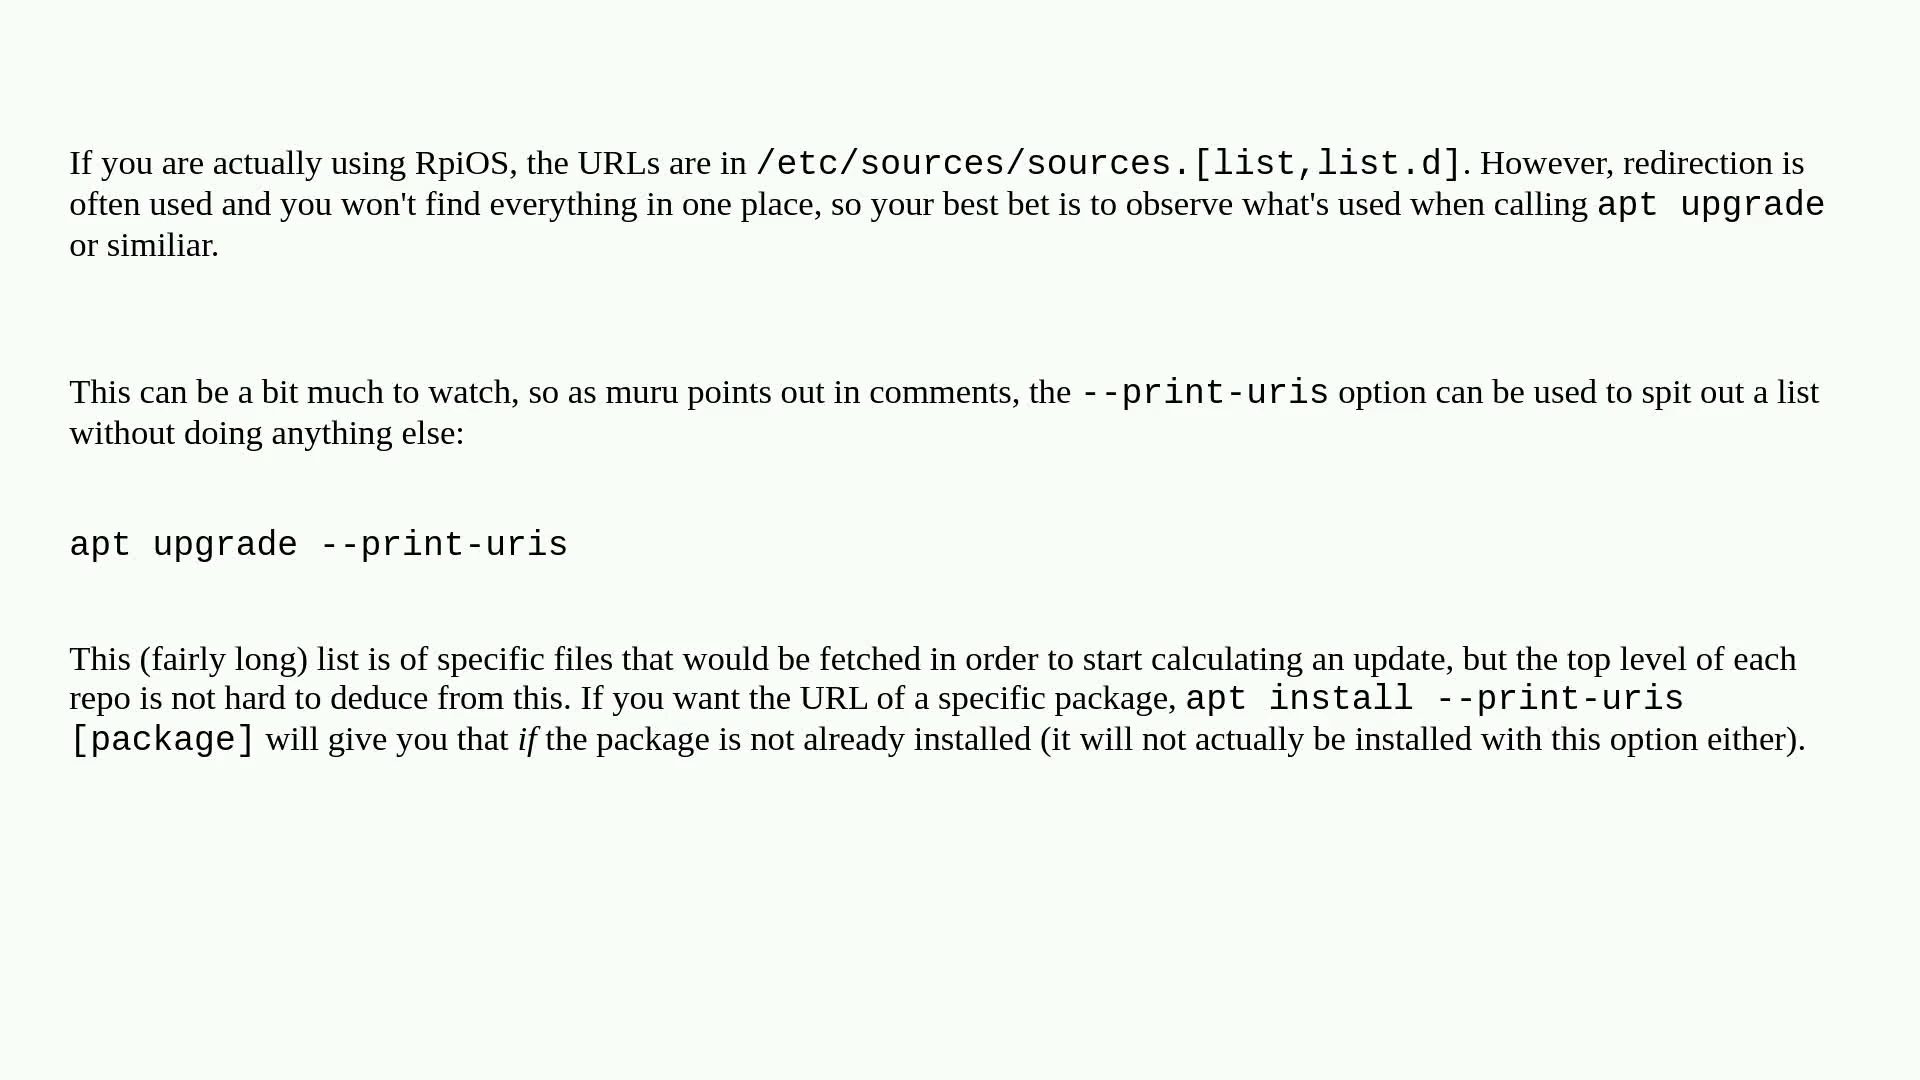 If you are actually using RpiOS, the URLs are in /etc/sources/sources.[list,list.d]. However, redirection is
often used and you won't find everything in one place, so your best bet is to observe what's used when calling apt upgrade
or similiar.
This can be a bit much to watch, so as muru points out in comments, the --print-uris option can be used to spit out a list
without doing anything else:
apt upgrade --print-uris
This (fairly long) list is of specific files that would be fetched in order to start calculating an update, but the top level of each
repo is not hard to deduce from this. If you want the URL of a specific package, apt install --print-uris
[package] will give you that if the package is not already installed (it will not actually be installed with this option either).